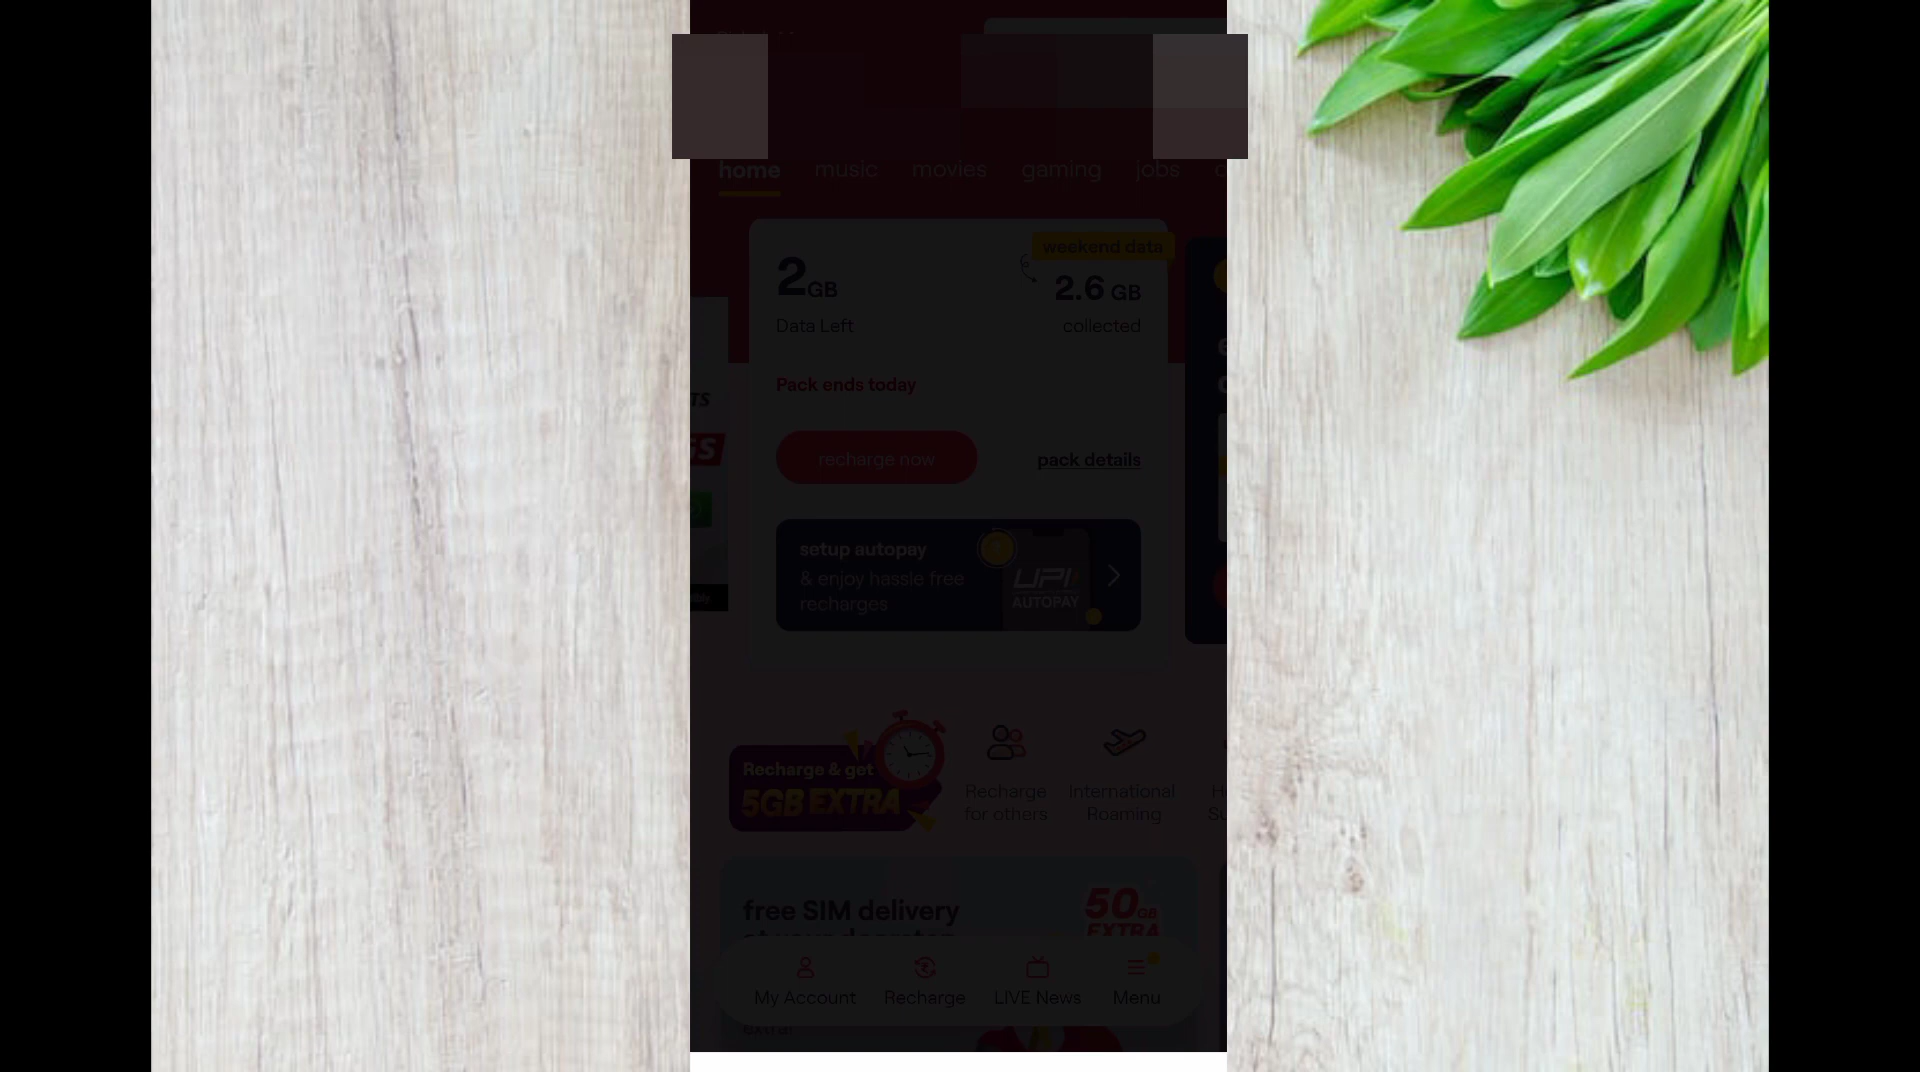 home music movies gaming jobs
weekend data
2GB
2.6 GB
Data Left
collected
Pack ends today
recharge now
pack details
setup autopay
& enjoy hassle free
recharges
UPI
AUTOPAY
Recharge & get
5GB EXTRA
Recharge
for others
International
Roaming
free SIM delivery
50GB
EXTRA
My Account
Recharge
LIVE News
Menu
extra!